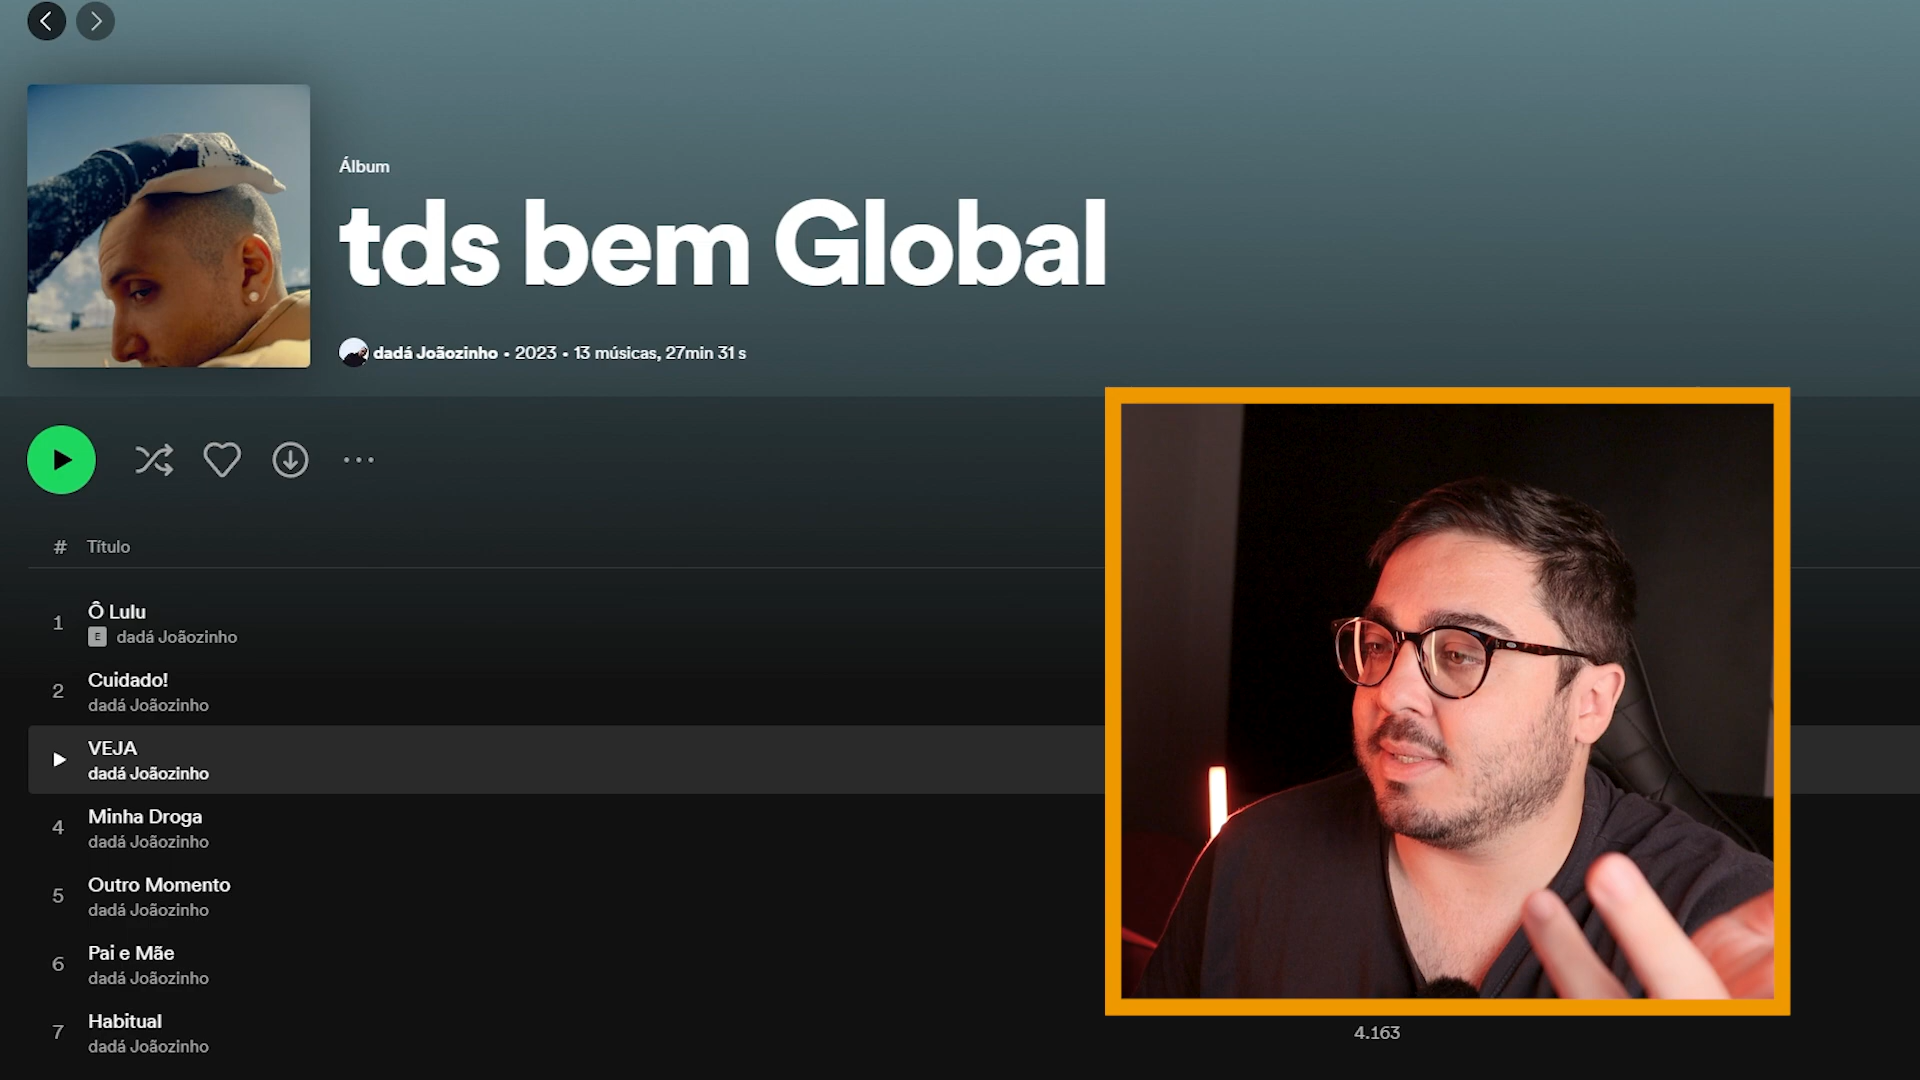 Álbum
tds bem Global
dadá Joãozinho • 2023 • 13 músicas, 27min 31 s
# Título
1 Ô Lulu
E dadá Joãozinho
2 Cuidado!
dadá Joãozinho
VEJA
dadá Joãozinho
4 Minha Droga
dadá Joãozinho
5 Outro Momento
dadá Joãozinho
6 Pai e Mãe
dadá Joãozinho
7 Habitual
dadá Joãozinho
4.163